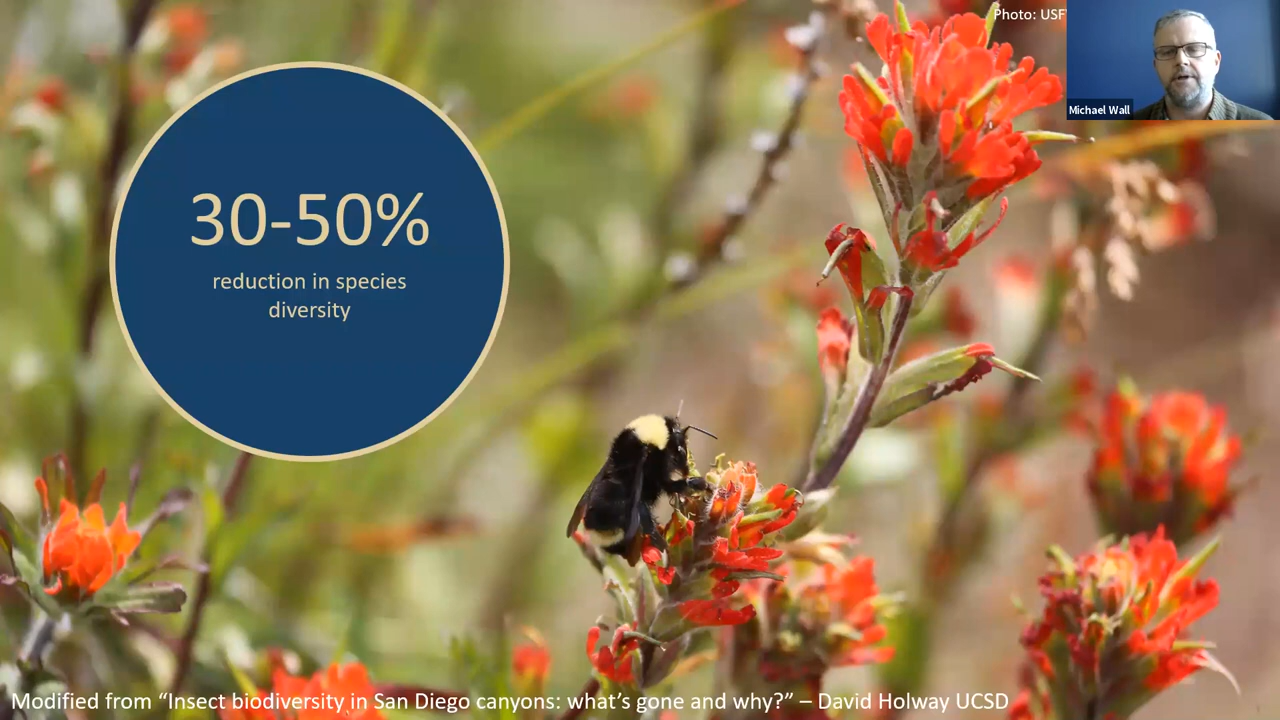 Photo: USF
Michael Wall
30-50%
reduction in species
diversity
Modified from “Insect biodiversity in San Diego canyons: what’s gone and why?” – David Holway UCSD